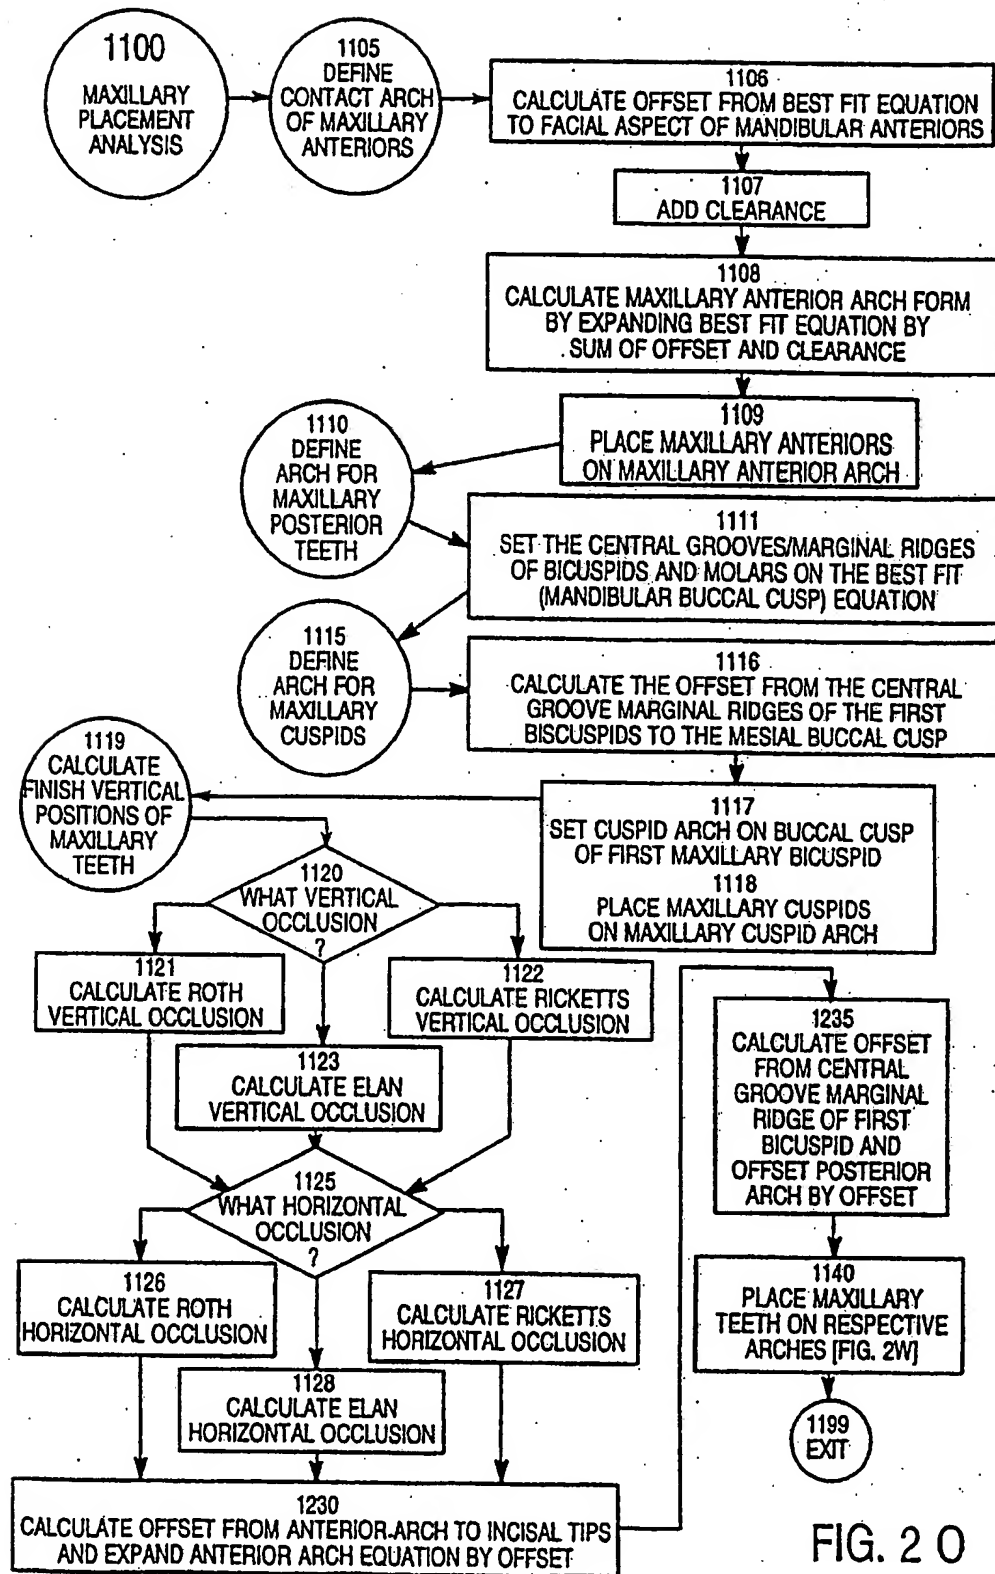 1100
MAXILLARY
PLACEMENT
ANALYSIS
1105
DEFINE
CONTACT ARCH
OF MAXILLARY
ANTERIORS
1106
CALCULATE OFFSET FROM BEST FIT EQUATION
TO FACIAL ASPECT OF MANDIBULAR ANTERIORS
1107
ADD CLEARANCE
1108
CALCULATE MAXILLARY ANTERIOR ARCH FORM
BY EXPANDING BEST FIT EQUATION BY
SUM OF OFFSET AND CLEARANCE
1109
PLACE MAXILLARY ANTERIORS
ON MAXILLARY ANTERIOR ARCH
1110
DEFINE
ARCH FOR
MAXILLARY
POSTERIOR
TEETH
1111
SET THE CENTRAL GROOVES/MARGINAL RIDGES
OF BICUSPIDS AND MOLARS ON THE BEST FIT
(MANDIBULAR BUCCAL CUSP) EQUATION
1115
DEFINE
ARCH FOR
MAXILLARY
CUSPIDS
1116
CALCULATE THE OFFSET FROM THE CENTRAL
GROOVE MARGINAL RIDGES OF THE FIRST
BISCUSPIDS TO THE MESIAL BUCCAL CUSP
1117
SET CUSPID ARCH ON BUCCAL CUSP
OF FIRST MAXILLARY BICUSPID
1118
PLACE MAXILLARY CUSPIDS
ON MAXILLARY CUSPID ARCH
1119
CALCULATE
FINISH VERTICAL
POSITIONS OF
MAXILLARY
TEETH
1120
WHAT VERTICAL
OCCLUSION
?
1121
CALCULATE ROTH
VERTICAL OCCLUSION
1122
CALCULATE RICKETTS
VERTICAL OCCLUSION
1123
CALCULATE ELAN
VERTICAL OCCLUSION
1125
WHAT HORIZONTAL
OCCLUSION
?
1126
CALCULATE ROTH
HORIZONTAL OCCLUSION
1127
CALCULATE RICKETTS
HORIZONTAL OCCLUSION
1128
CALCULATE ELAN
HORIZONTAL OCCLUSION
1230
CALCULATE OFFSET FROM ANTERIOR ARCH TO INCISAL TIPS
AND EXPAND ANTERIOR ARCH EQUATION BY OFFSET
1235
CALCULATE OFFSET
FROM CENTRAL
GROOVE MARGINAL
RIDGE OF FIRST
BICUSPID AND
OFFSET POSTERIOR
ARCH BY OFFSET
1140
PLACE MAXILLARY
TEETH ON RESPECTIVE
ARCHES [FIG. 2W]
1199
EXIT
FIG. 2 O